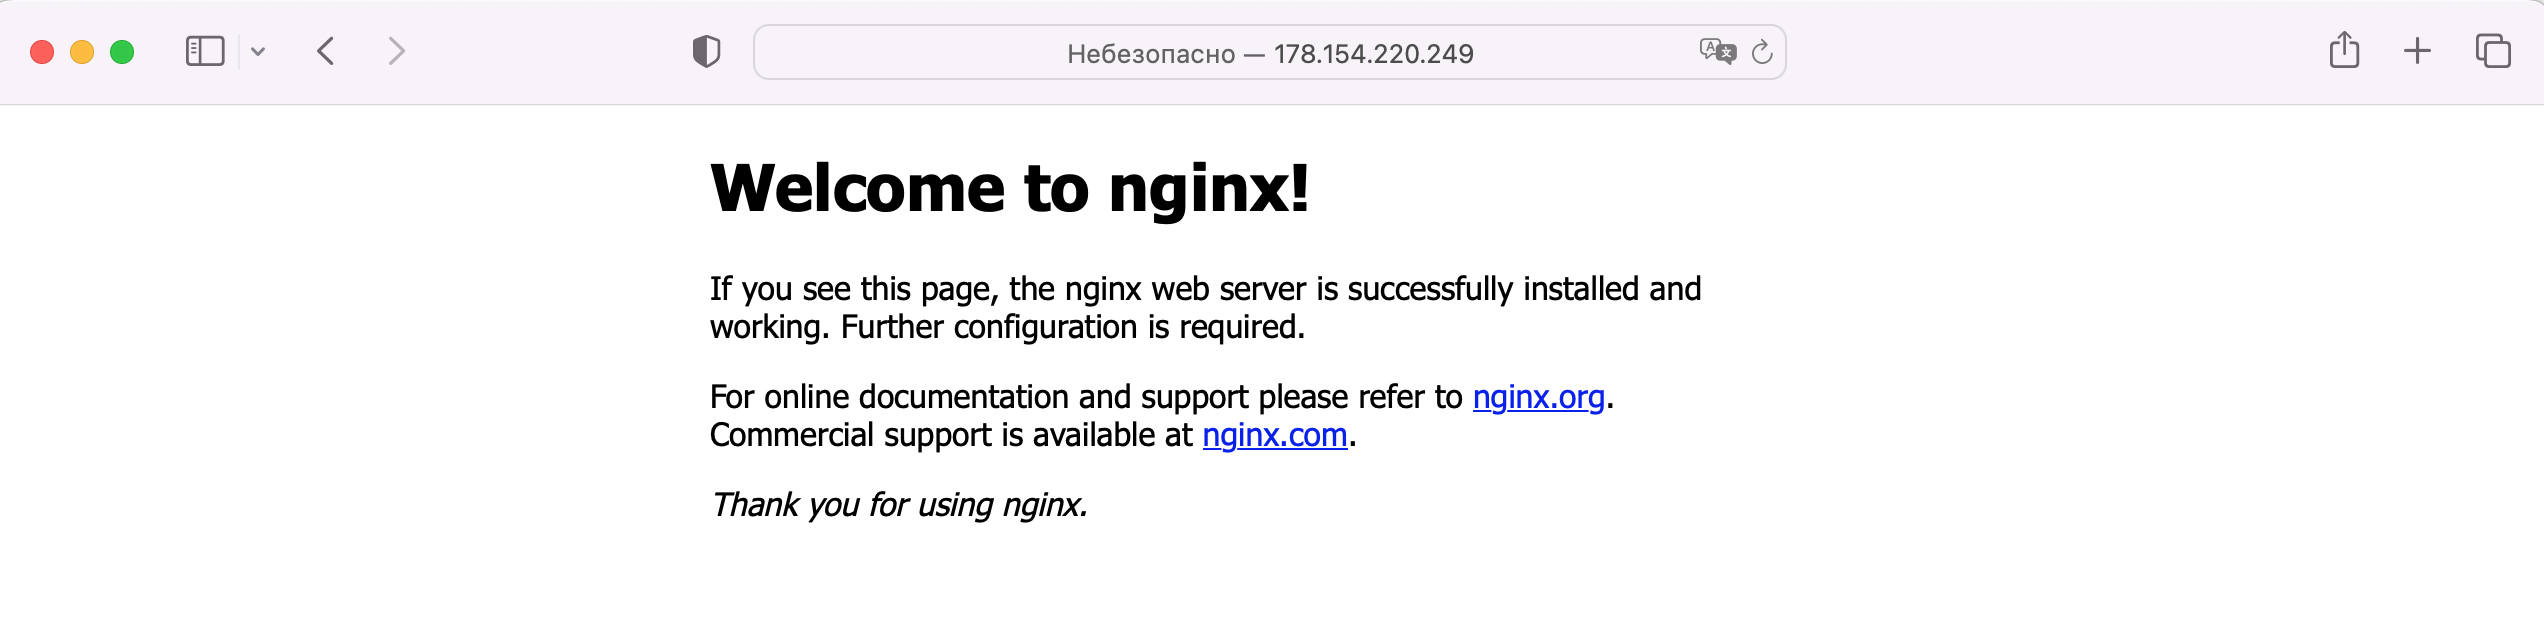 Небезопасно — 178.154.220.249
Welcome to nginx!
If you see this page, the nginx web server is successfully installed and
working. Further configuration is required.
For online documentation and support please refer to nginx.org.
Commercial support is available at nginx.com.
Thank you for using nginx.